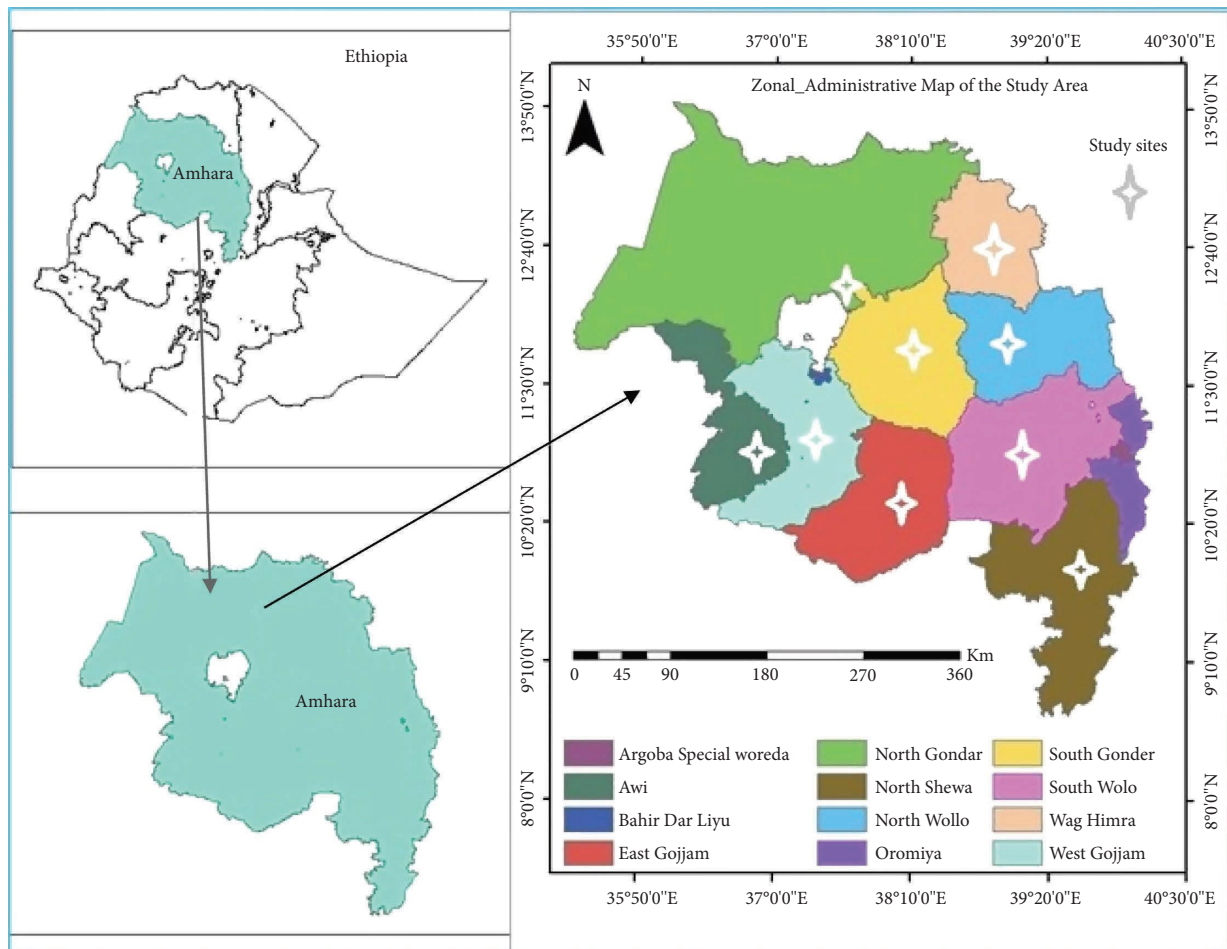 Ethiopia
Amhara
Amhara
35°50'0"E 37°0'0"E 38°10'0"E 39°20'0"E 40°30'0"E
Zonal_Administrative Map of the Study Area
N
Study sites
13°50'0"N
12°40'0"N
11°30'0"N
10°20'0"N
9°10'0"N
8°0'0"N
13°50'0"N
12°40'0"N
11°30'0"N
10°20'0"N
9°10'0"N
8°0'0"N
Km
0 45 90 180 270 360
Argoba Special woreda
Awi
Bahir Dar Liyu
East Gojjam
North Gondar
North Shewa
North Wollo
Oromiya
South Gonder
South Wolo
Wag Himra
West Gojjam
35°50'0"E 37°0'0"E 38°10'0"E 39°20'0"E 40°30'0"E